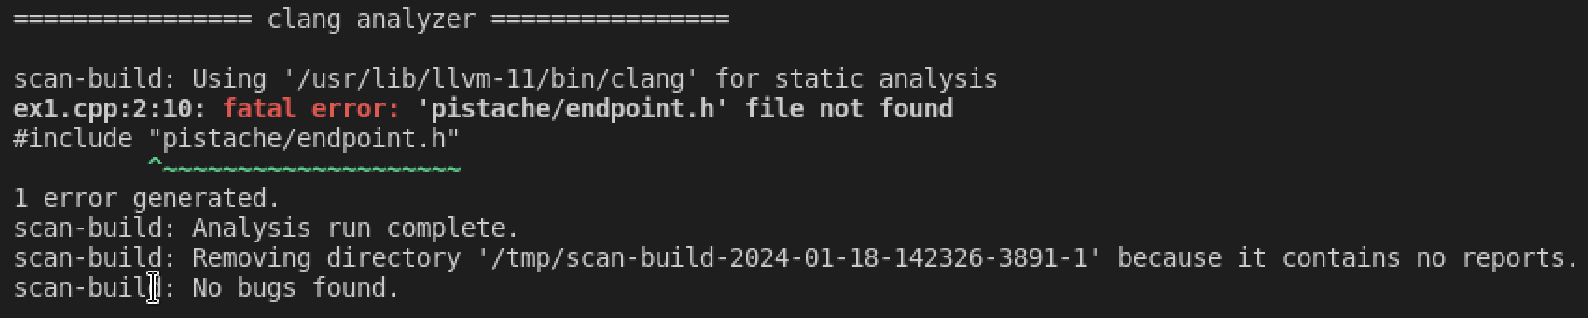 ================ clang analyzer ================
scan-build: Using '/usr/lib/llvm-11/bin/clang' for static analysis
ex1.cpp:2:10: fatal error: 'pistache/endpoint.h' file not found
#include "pistache/endpoint.h"
         ^~~~~~~~~~~~~~~~~~~~~
1 error generated.
scan-build: Analysis run complete.
scan-build: Removing directory '/tmp/scan-build-2024-01-18-142326-3891-1' because it contains no reports.
scan-build: No bugs found.